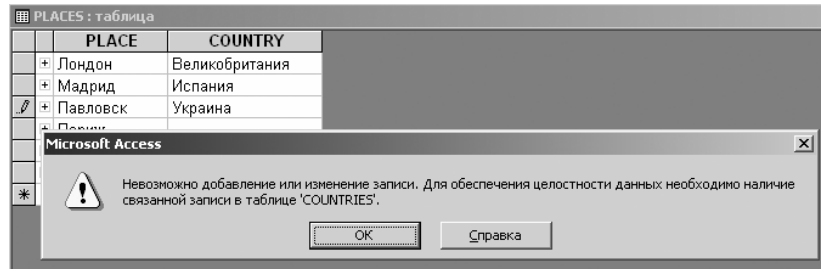 PLACES : таблица
PLACE COUNTRY
Лондон Великобритания
Мадрид Испания
Павловск Украина
Microsoft Access
Невозможно добавление или изменение записи. Для обеспечения целостности данных необходимо наличие
связанной записи в таблице 'COUNTRIES'.
OK Справка